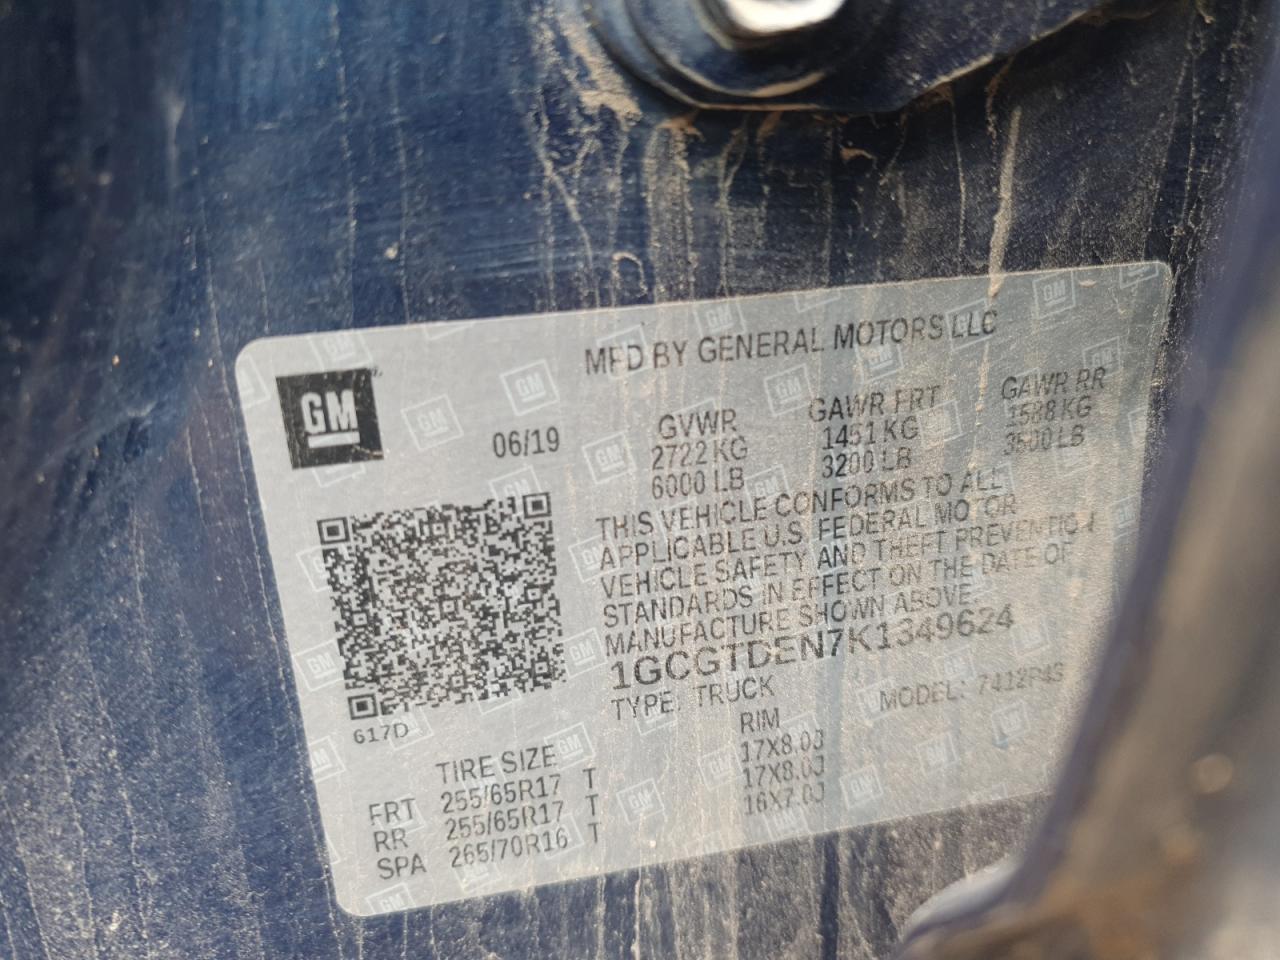 MFD BY GENERAL MOTORS LLC
GM
06/19
GVWR GAWR FRT GAWR RR
2722 KG 1451 KG 1588 KG
6000 LB 3200 LB 3500 LB
THIS VEHICLE CONFORMS TO ALL
APPLICABLE U.S. FEDERAL MOTOR
VEHICLE SAFETY AND THEFT PREVENTION
STANDARDS IN EFFECT ON THE DATE OF
MANUFACTURE SHOWN ABOVE
1GCGTDEN7K1349624
TYPE: TRUCK MODEL: 7412P4S
617D
TIRE SIZE RIM
FRT 255/65R17 T 17X8.0J
RR 255/65R17 T 17X8.0J
SPA 265/70R16 T 16X7.0J